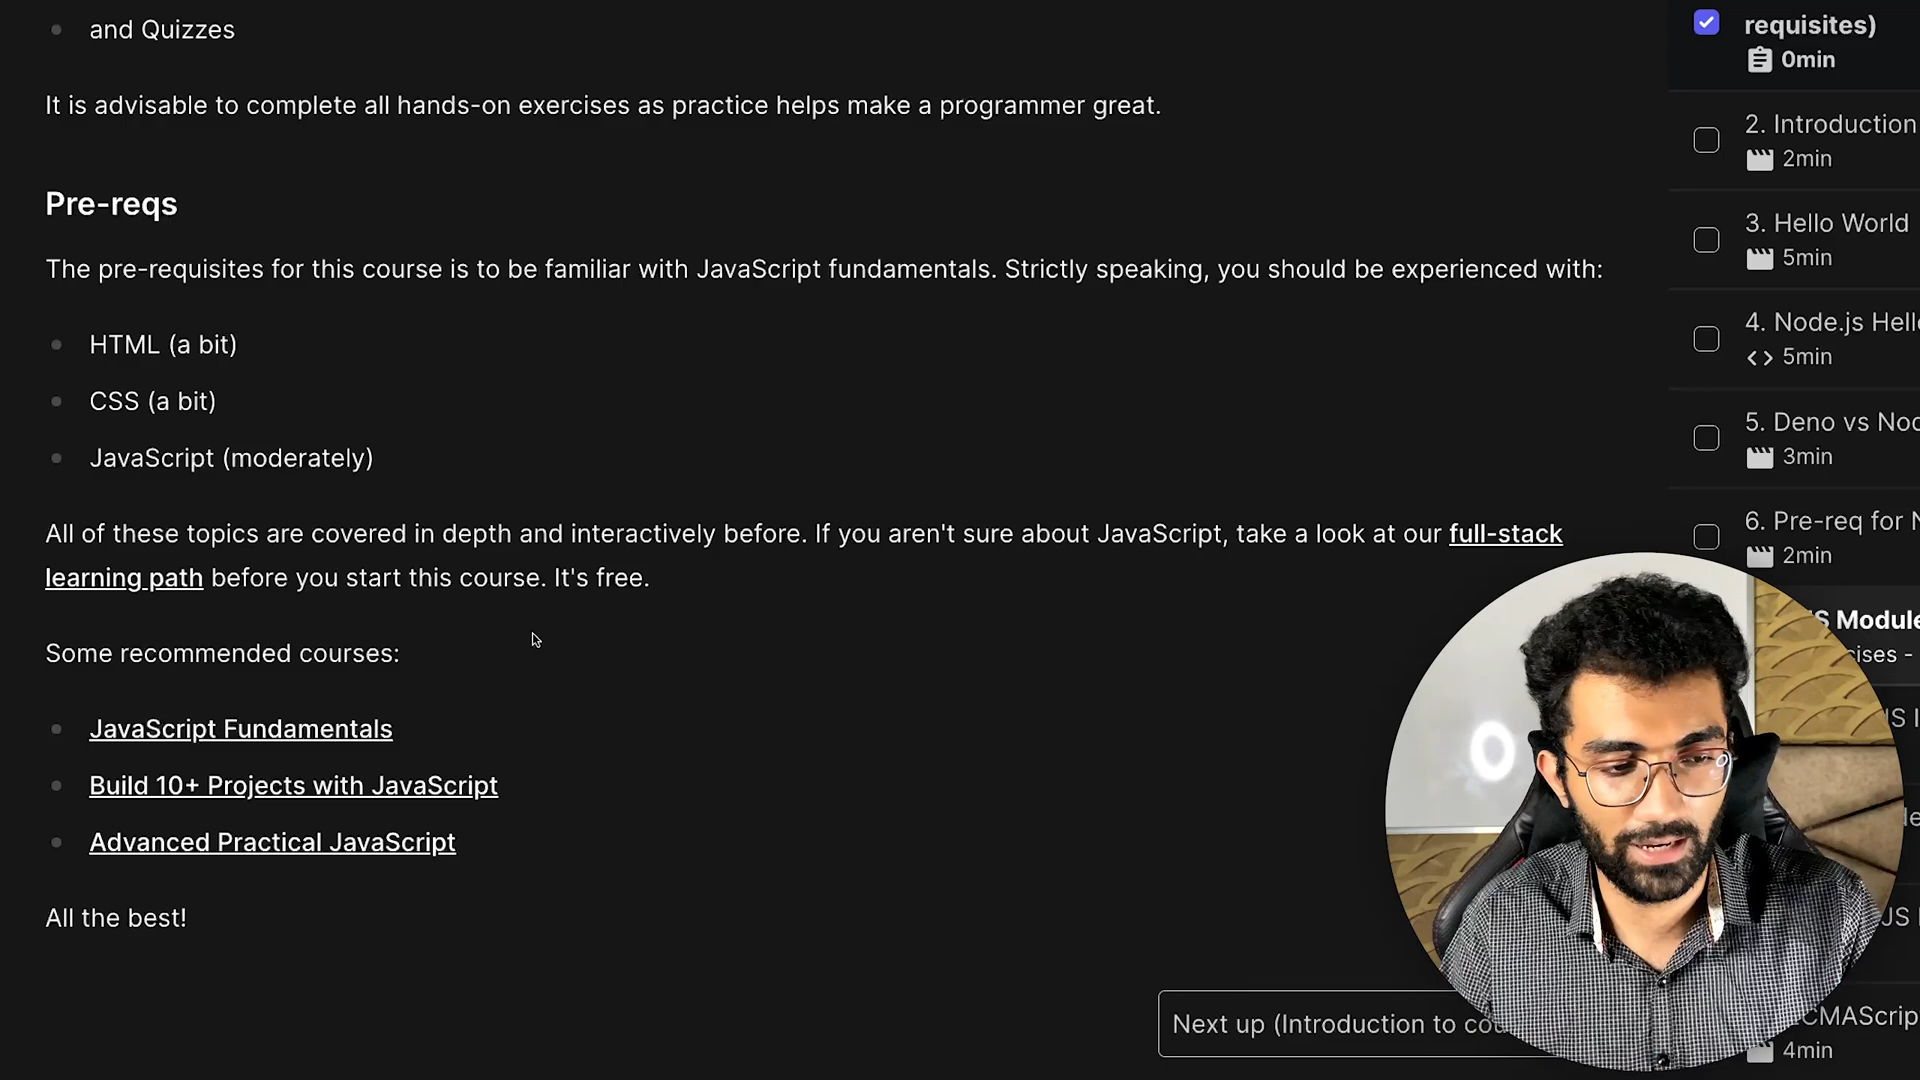 and Quizzes
It is advisable to complete all hands-on exercises as practice helps make a programmer great.
Pre-reqs
The pre-requisites for this course is to be familiar with JavaScript fundamentals. Strictly speaking, you should be experienced with:
HTML (a bit)
CSS (a bit)
JavaScript (moderately)
All of these topics are covered in depth and interactively before. If you aren't sure about JavaScript, take a look at our full-stack
learning path before you start this course. It's free.
Some recommended courses:
JavaScript Fundamentals
Build 10+ Projects with JavaScript
Advanced Practical JavaScript
All the best!
Next up (Introduction to
requisites)
0min
2. Introduction
2min
3. Hello World
5min
4. Node.js
5min
5. Deno vs
3min
6. Pre-req for
2min
4min